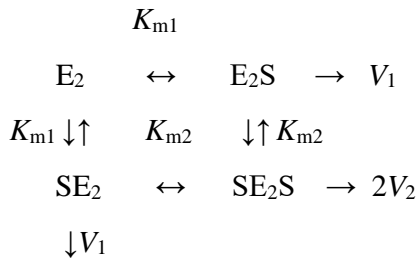 Km1
E2 ↔ E2S → V1
Km1 ↓↑ Km2 ↓↑ Km2
SE2 ↔ SE2S → 2V2
↓V1